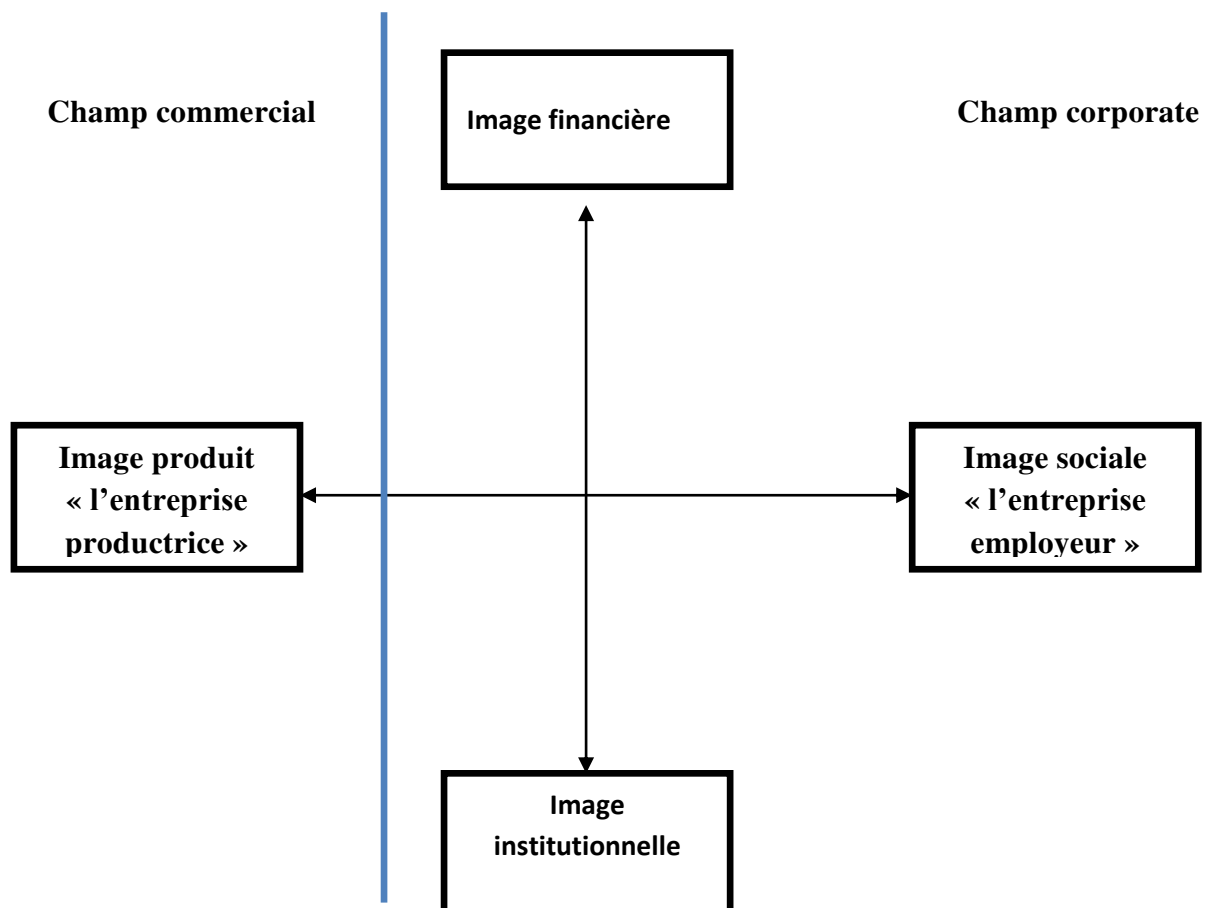 Champ commercial
Image financière
Champ corporate
Image produit
« l’entreprise
productrice »
Image sociale
« l’entreprise
employeur »
Image
institutionnelle